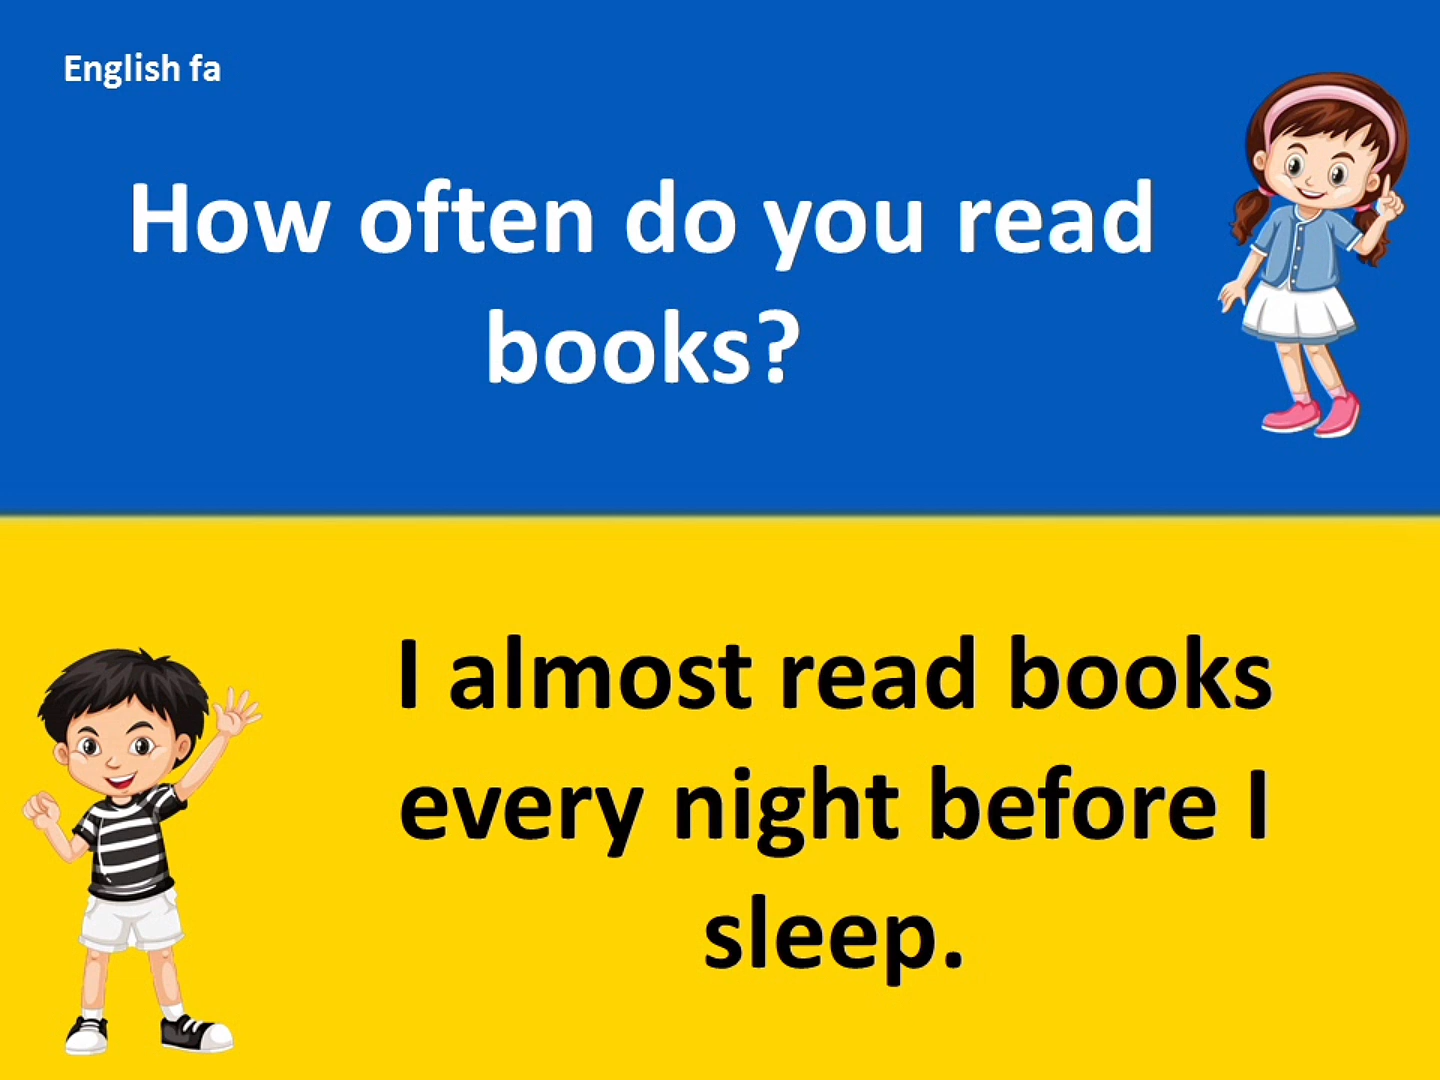 English fa
How often do you read
books?
I almost read books
every night before I
sleep.